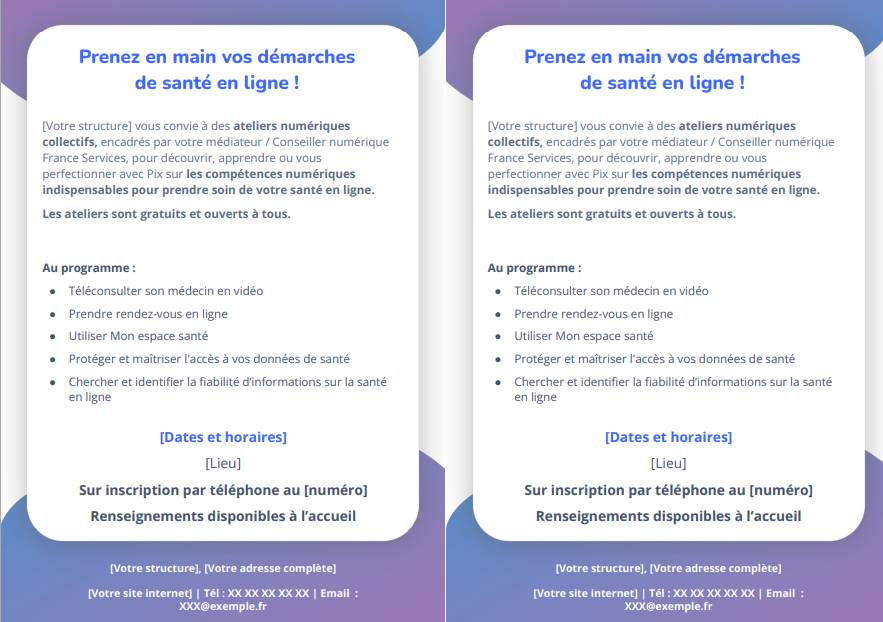 Prenez en main vos démarches
de santé en ligne !
[Votre structure] vous convie à des ateliers numériques
collectifs, encadrés par votre médiateur / Conseiller numérique
France Services, pour découvrir, apprendre ou vous
perfectionner avec Pix sur les compétences numériques
indispensables pour prendre soin de votre santé en ligne.
Les ateliers sont gratuits et ouverts à tous.
Au programme :
● Téléconsulter son médecin en vidéo
● Prendre rendez-vous en ligne
● Utiliser Mon espace santé
● Protéger et maîtriser l'accès à vos données de santé
● Chercher et identifier la fiabilité d’informations sur la santé
en ligne
[Dates et horaires]
[Lieu]
Sur inscription par téléphone au [numéro]
Renseignements disponibles à l’accueil
[Votre structure], [Votre adresse complète]
[Votre site internet] | Tél : XX XX XX XX XX | Email :
XXX@exemple.fr
Prenez en main vos démarches
de santé en ligne !
[Votre structure] vous convie à des ateliers numériques
collectifs, encadrés par votre médiateur / Conseiller numérique
France Services, pour découvrir, apprendre ou vous
perfectionner avec Pix sur les compétences numériques
indispensables pour prendre soin de votre santé en ligne.
Les ateliers sont gratuits et ouverts à tous.
Au programme :
● Téléconsulter son médecin en vidéo
● Prendre rendez-vous en ligne
● Utiliser Mon espace santé
● Protéger et maîtriser l'accès à vos données de santé
● Chercher et identifier la fiabilité d’informations sur la santé
en ligne
[Dates et horaires]
[Lieu]
Sur inscription par téléphone au [numéro]
Renseignements disponibles à l’accueil
[Votre structure], [Votre adresse complète]
[Votre site internet] | Tél : XX XX XX XX XX | Email :
XXX@exemple.fr